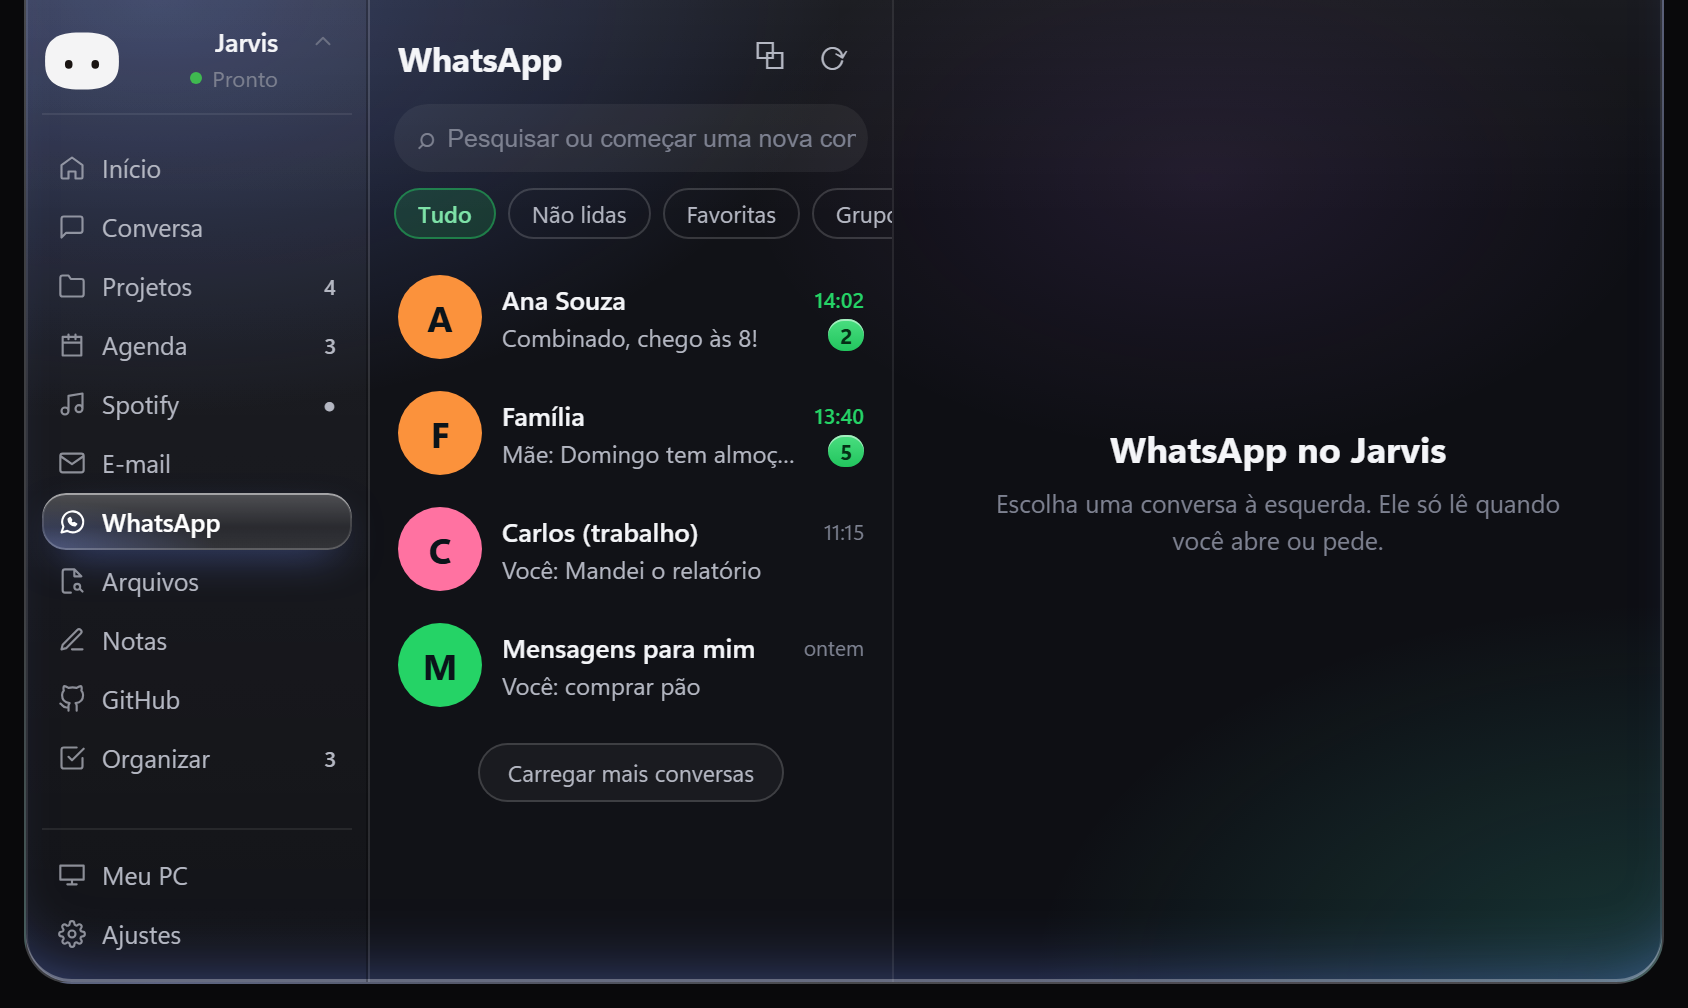 Jarvis
Pronto
Início
Conversa
Projetos 4
Agenda 3
Spotify
E-mail
WhatsApp
Arquivos
Notas
GitHub
Organizar 3
Meu PC
Ajustes
WhatsApp
Pesquisar ou começar uma nova cor
Tudo Não lidas Favoritas Grupo
A
Ana Souza 14:02
Combinado, chego às 8! 2
F
Família 13:40
Mãe: Domingo tem almoç... 5
C
Carlos (trabalho) 11:15
Você: Mandei o relatório
M
Mensagens para mim ontem
Você: comprar pão
Carregar mais conversas
WhatsApp no Jarvis
Escolha uma conversa à esquerda. Ele só lê quando
você abre ou pede.